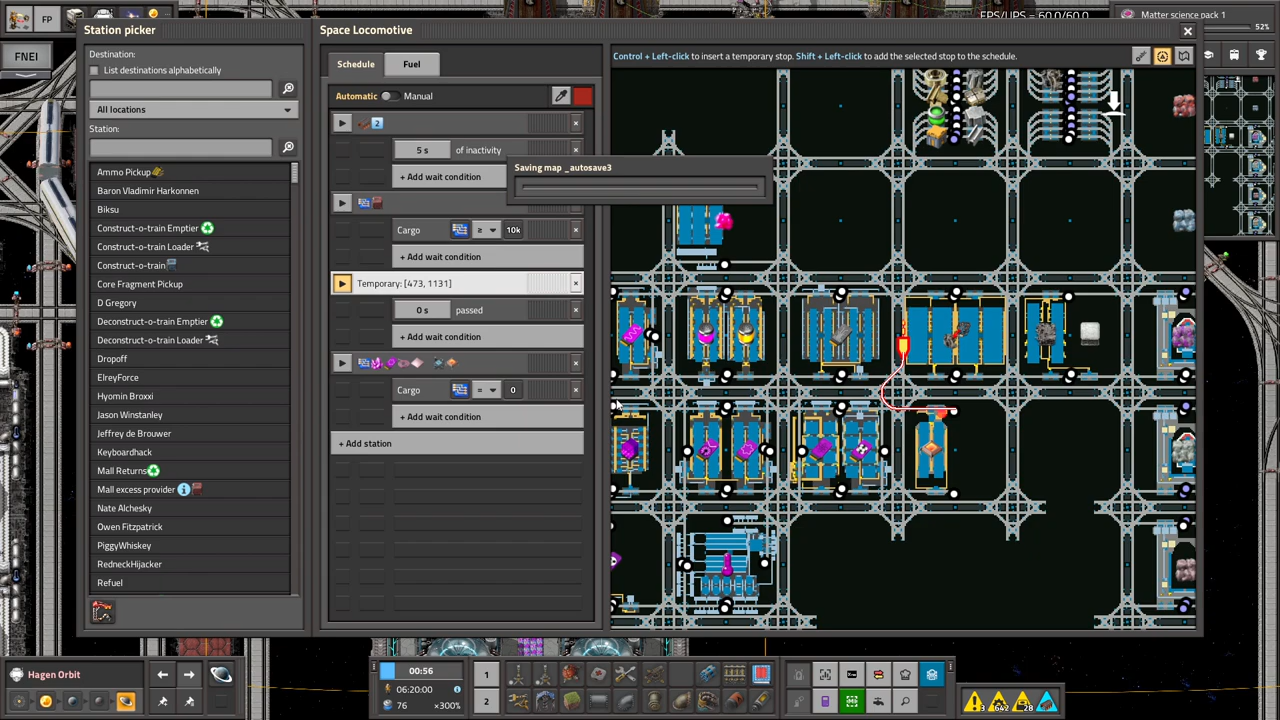 FP
FNEI
Station picker
Destination:
List destinations alphabetically
All locations
Station:
Ammo Pickup
Baron Vladimir Harkonnen
Biksu
Construct-o-train Emptier
Construct-o-train Loader
Construct-o-train
Core Fragment Pickup
D Gregory
Deconstruct-o-train Emptier
Deconstruct-o-train Loader
Dropoff
ElreyForce
Hyomin Broxxi
Jason Winstanley
Jeffrey de Brouwer
Keyboardhack
Mall Returns
Mall excess provider
Nate Alchesky
Owen Fitzpatrick
PiggyWhiskey
RedneckHijacker
Refuel
Space Locomotive
Schedule
Fuel
Automatic
Manual
2
5 s of inactivity
+ Add wait condition
Cargo ≥ 10k
+ Add wait condition
Temporary: [473, 1131]
0 s passed
+ Add wait condition
Cargo = 0
+ Add wait condition
+ Add station
Saving map _autosave3
Control + Left-click to insert a temporary stop. Shift + Left-click to add the selected stop to the schedule.
FPS/UPS = 60.0/60.0
Matter science pack 1
52%
Hagen Orbit
00:56
06:20:00
76 ×300%
1
2
3
642
28